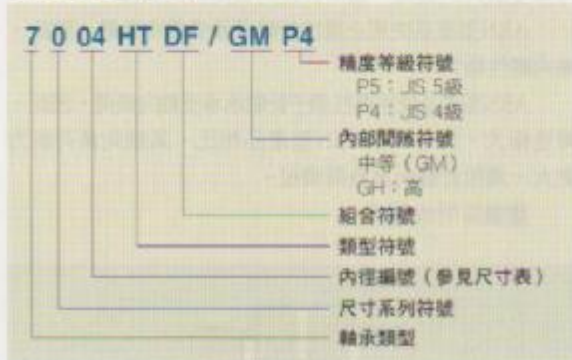 7 0 04 HT DF / GM P4
精度等級符號
P5：JIS 5級
P4：JIS 4級
內部間隙符號
中等（GM）
GH：高
組合符號
類型符號
內徑編號（參見尺寸表）
尺寸系列符號
軸承類型